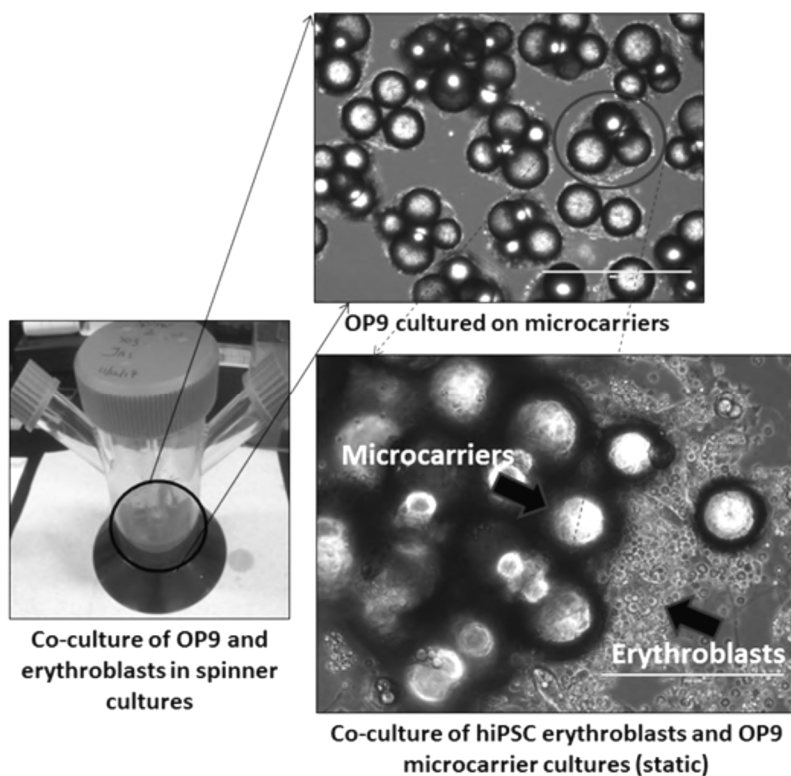 OP9 cultured on microcarriers
Microcarriers
Erythroblasts
Co-culture of OP9 and
erythroblasts in spinner
cultures
Co-culture of hiPSC erythroblasts and OP9
microcarrier cultures (static)